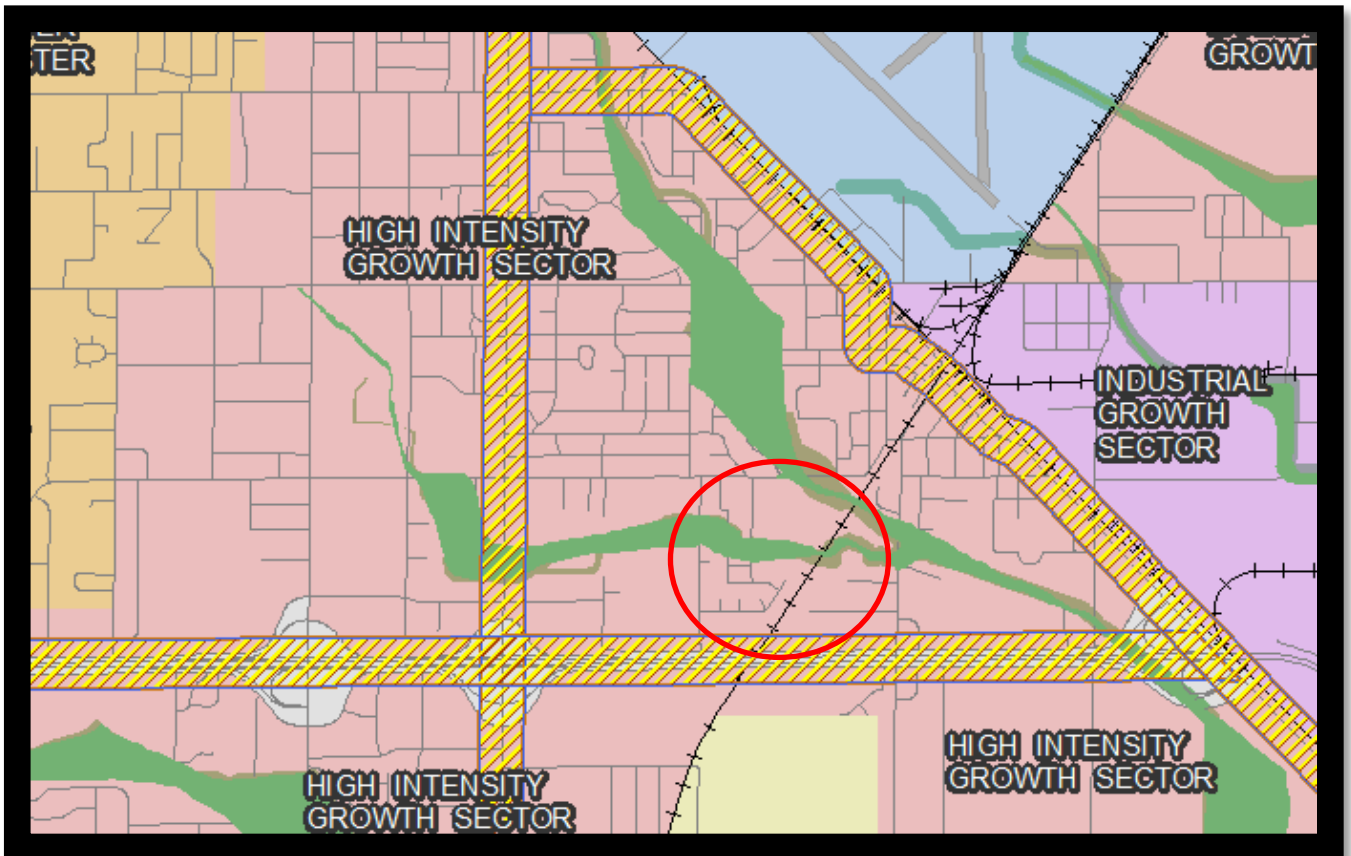 TER
GROWT
HIGH INTENSITY
GROWTH SECTOR
INDUSTRIAL
GROWTH
SECTOR
HIGH INTENSITY
GROWTH SECTOR
HIGH INTENSITY
GROWTH SECTOR